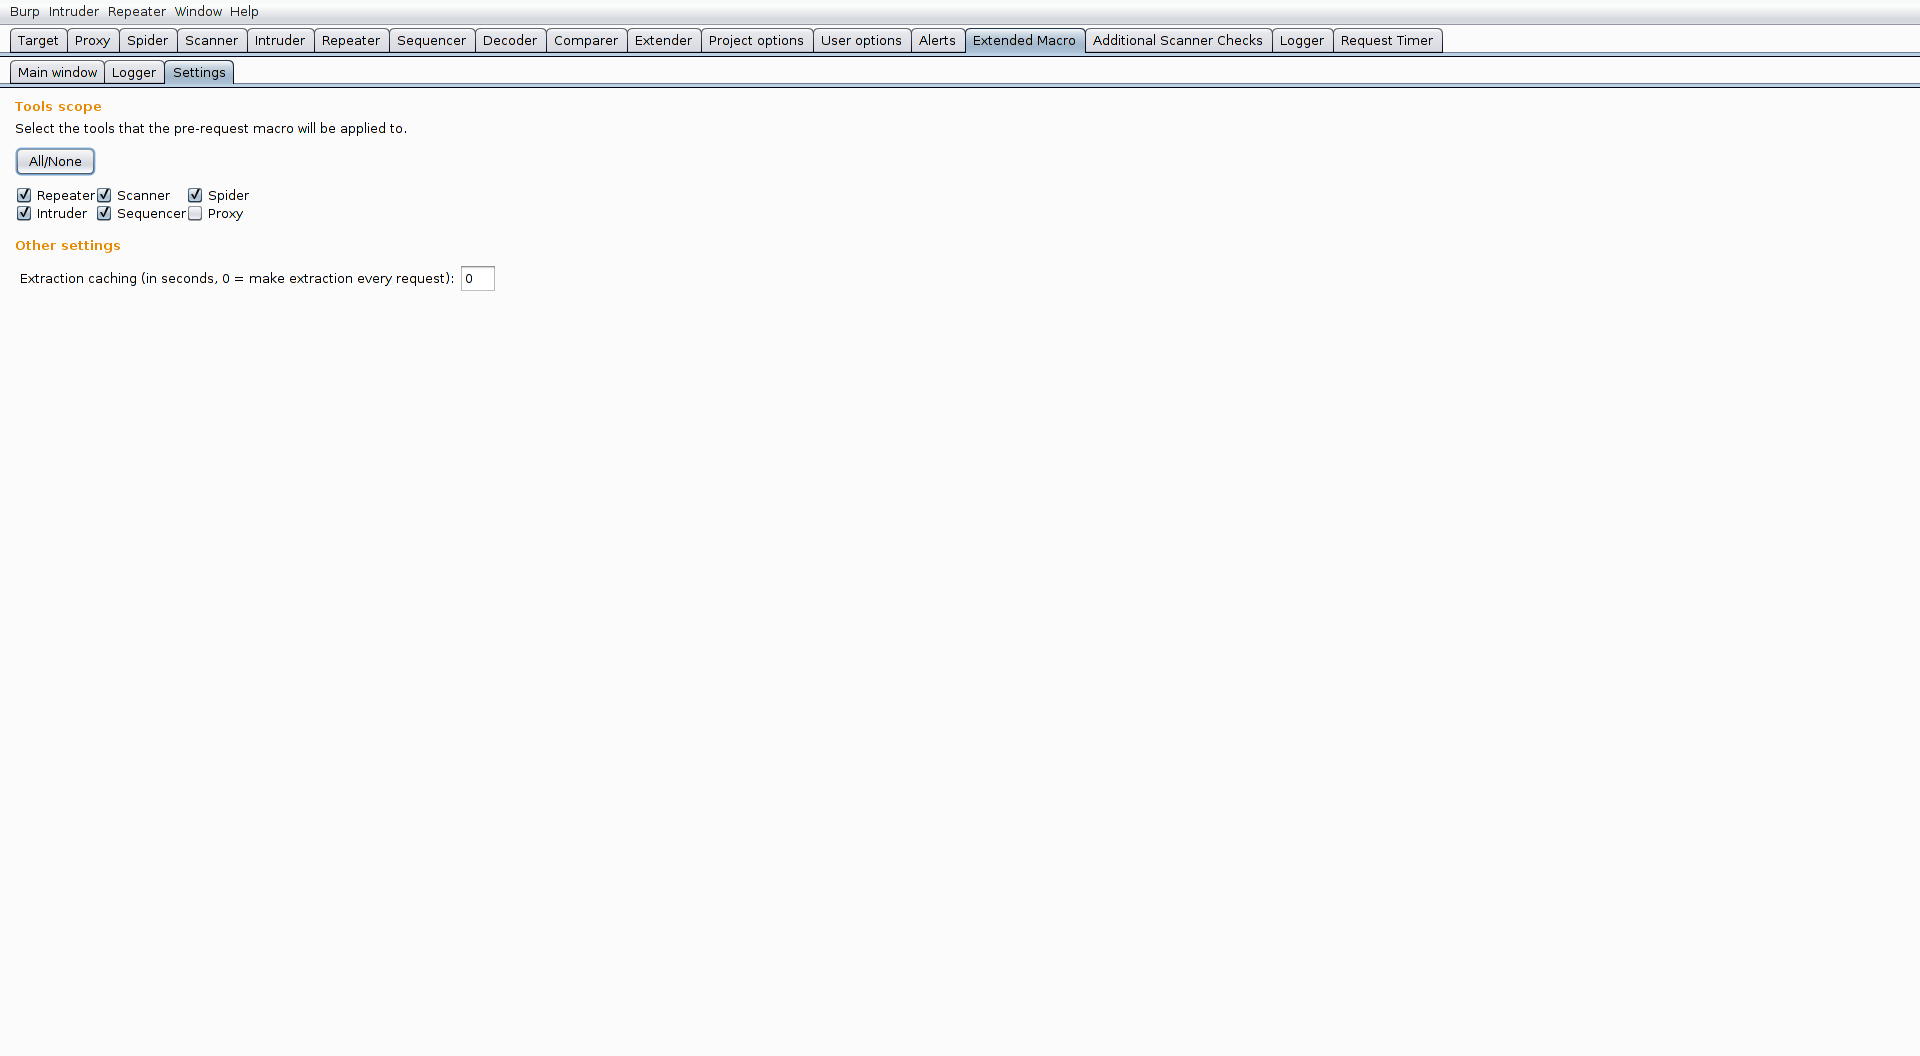 Burp Intruder Repeater Window Help
Target Proxy Spider Scanner Intruder Repeater Sequencer Decoder Comparer Extender Project options User options Alerts Extended Macro Additional Scanner Checks Logger Request Timer
Main window Logger Settings
Tools scope
Select the tools that the pre-request macro will be applied to.
All/None
Repeater Scanner Spider
Intruder Sequencer Proxy
Other settings
Extraction caching (in seconds, 0 = make extraction every request): 0